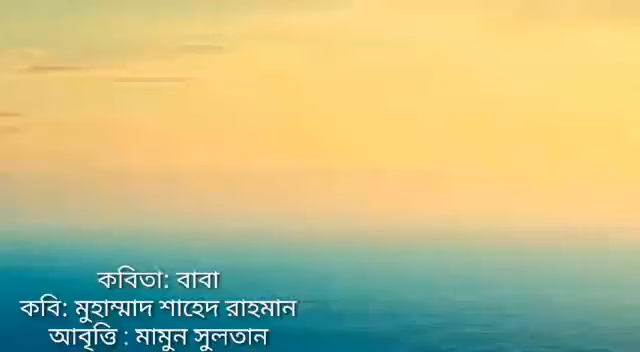 কবিতা: বাবা
কবি: মুহাম্মাদ শাহেদ রাহমান
আবৃত্তি : মামুন সুলতান